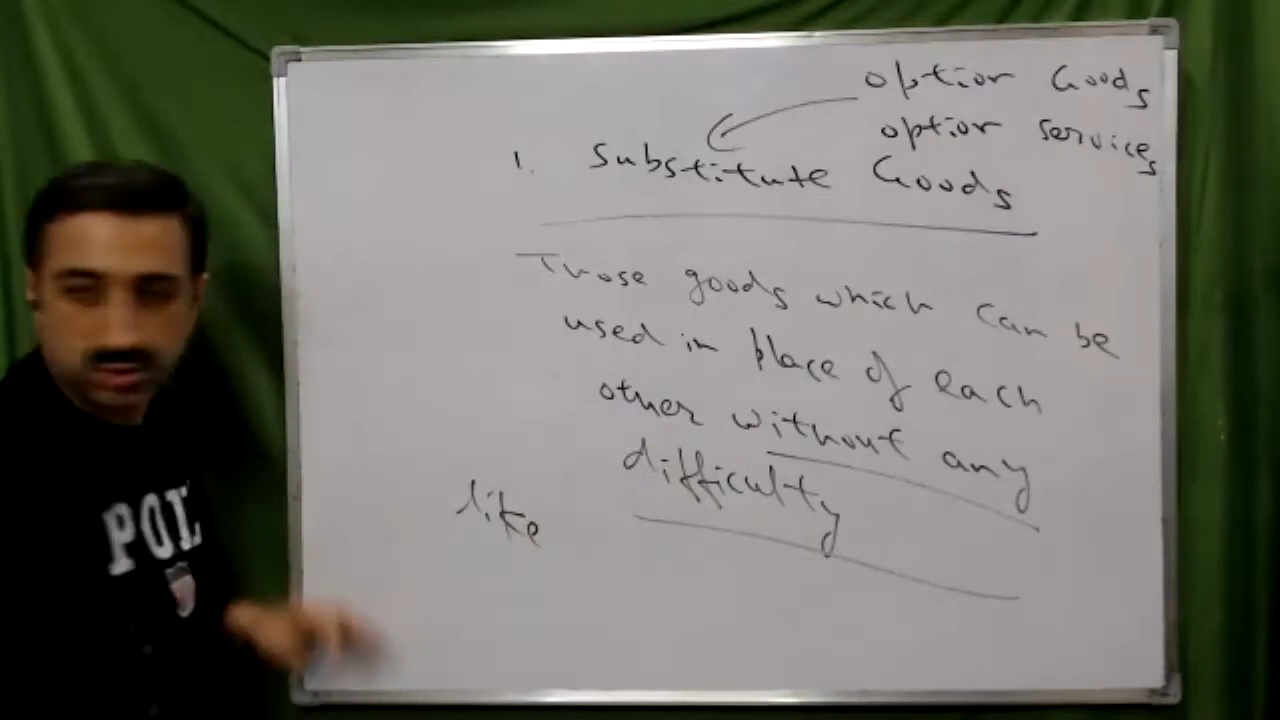 option Goods
option services
1. Substitute Goods
Those goods which can be
used in place of each
other without any
difficulty
like
POL